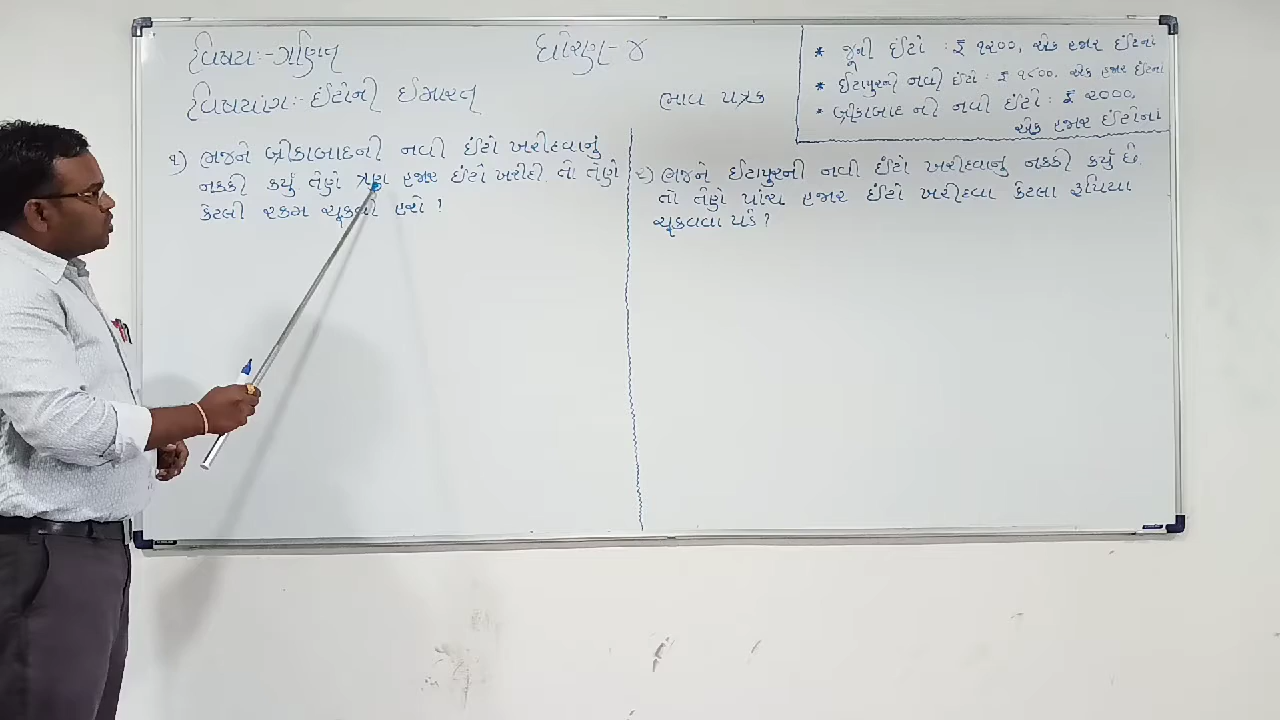 વિષયઃ-ગણિત
ધોરણ-૪
વિષયાંગઃ-ઈંટોની ઈમારત
ભાવ પત્રક
* જૂની ઈંટો : ₹ ૧૨૦૦, એક હજાર ઈંટના
* ઈંટાપુરની નવી ઈંટો : ₹ ૧૮૦૦, એક હજાર ઈંટના
* બ્રીકાબાદ ની નવી ઈંટો : ₹ ૨૦૦૦,
એક હજાર ઈંટોનાં
૧) ભજને બ્રીકાબાદની નવી ઈંટો ખરીદવાનું
નક્કી કર્યું તેણે ત્રણ હજાર ઈંટો ખરીદી. તો તેણે
કેટલી રકમ ચૂકવી હશે ?
૨) ભજને ઈંટાપુરની નવી ઈંટો ખરીદવાનું નક્કી કર્યું છે.
તો તેણે પાંચ હજાર ઈંટો ખરીદવા કેટલા રૂપિયા
ચૂકવવા પડે ?